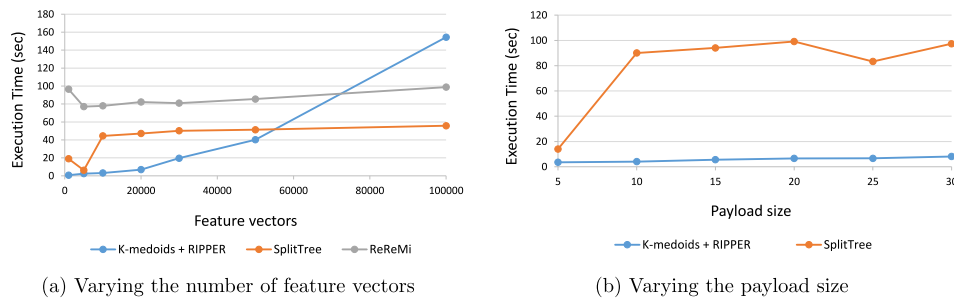 Execution Time (sec)
180
160
140
120
100
80
60
40
20
0
0 20000 40000 60000 80000 100000
Feature vectors
K-medoids + RIPPER SplitTree ReReMi
(a) Varying the number of feature vectors
Execution Time (sec)
120
100
80
60
40
20
0
5 10 15 20 25 30
Payload size
K-medoids + RIPPER SplitTree
(b) Varying the payload size